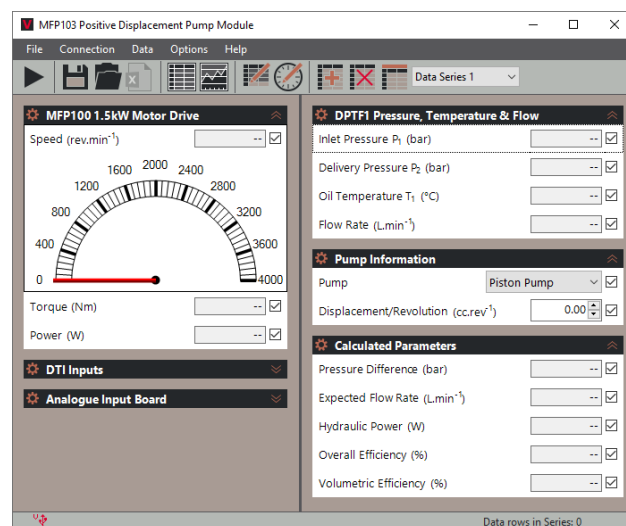 MFP103 Positive Displacement Pump Module
File Connection Data Options Help
Data Series 1
MFP100 1.5kW Motor Drive
Speed (rev.min⁻¹) --
0 400 800 1200 1600 2000 2400 2800 3200 3600 4000
Torque (Nm) --
Power (W) --
DTI Inputs
Analogue Input Board
DPTF1 Pressure, Temperature & Flow
Inlet Pressure P₁ (bar) --
Delivery Pressure P₂ (bar) --
Oil Temperature T₁ (°C) --
Flow Rate (L.min⁻¹) --
Pump Information
Pump Piston Pump
Displacement/Revolution (cc.rev⁻¹) 0.00
Calculated Parameters
Pressure Difference (bar) --
Expected Flow Rate (L.min⁻¹) --
Hydraulic Power (W) --
Overall Efficiency (%) --
Volumetric Efficiency (%) --
Data rows in Series: 0